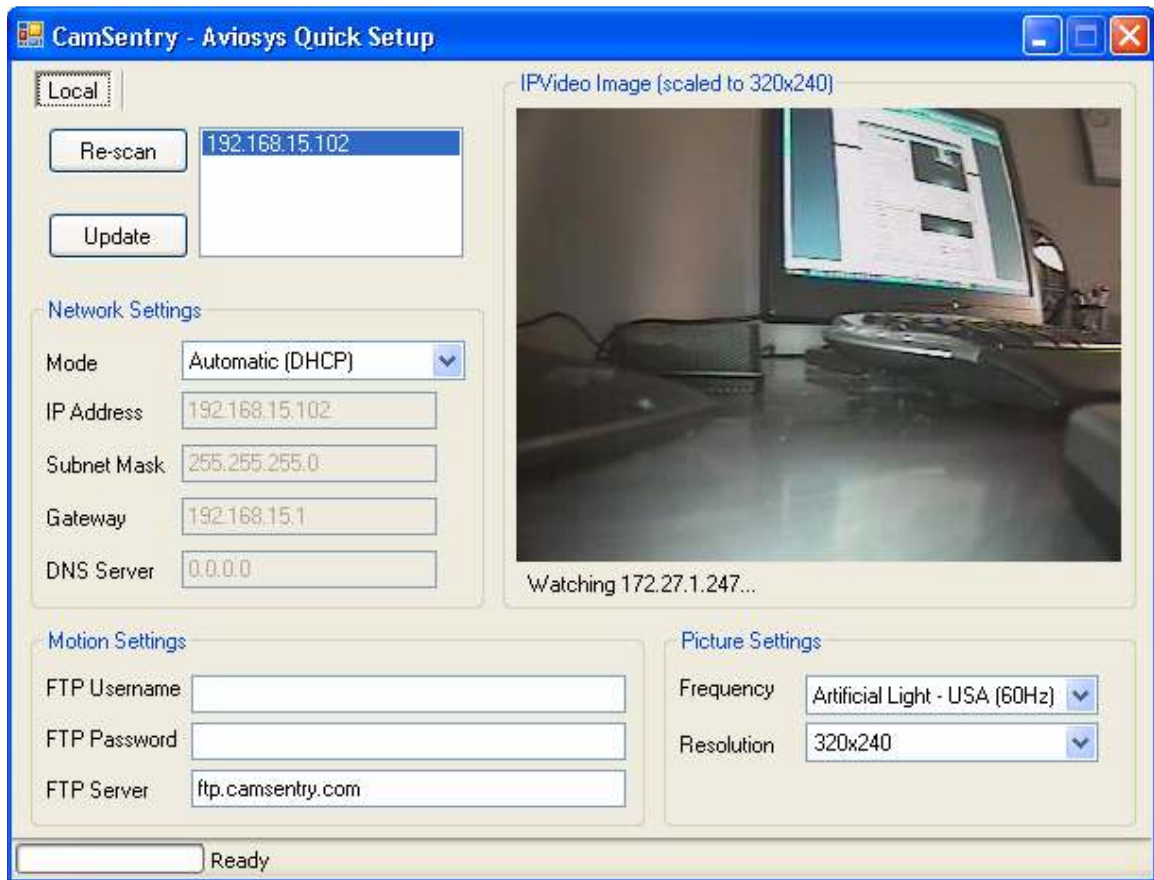 CamSentry - Aviosys Quick Setup
Local
Re-scan
192.168.15.102
Update
Network Settings
Mode
Automatic (DHCP)
IP Address
192.168.15.102
Subnet Mask
255.255.255.0
Gateway
192.168.15.1
DNS Server
0.0.0.0
IPVideo Image (scaled to 320x240)
Watching 172.27.1.247...
Motion Settings
FTP Username
FTP Password
FTP Server
ftp.camsentry.com
Picture Settings
Frequency
Artificial Light - USA (60Hz)
Resolution
320x240
Ready